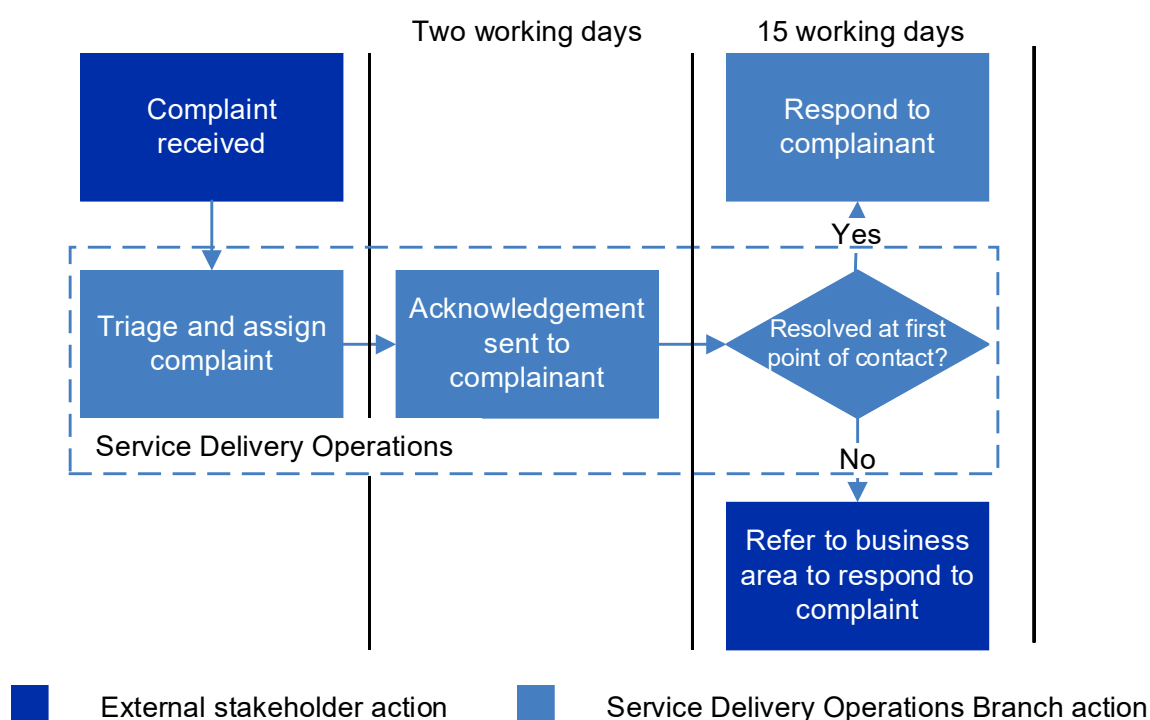 Two working days
15 working days
Complaint
received
Respond to
complainant
Yes
Triage and assign
complaint
Acknowledgement
sent to
complainant
Resolved at first
point of contact?
Service Delivery Operations
No
Refer to business
area to respond to
complaint
External stakeholder action
Service Delivery Operations Branch action